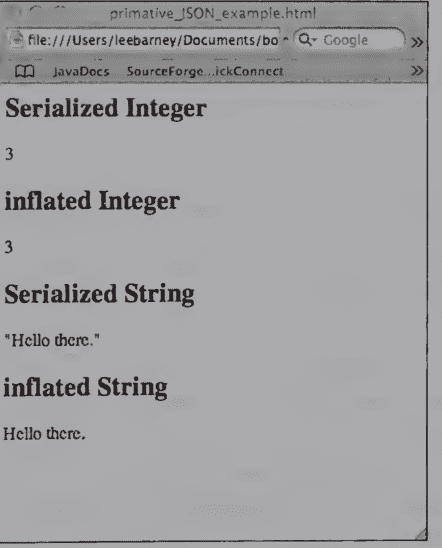 primative_JSON_example.html
file:///Users/leebarney/Documents/bo Google »
JavaDocs SourceForge...ickConnect »
Serialized Integer
3
inflated Integer
3
Serialized String
"Hello there."
inflated String
Hello there.